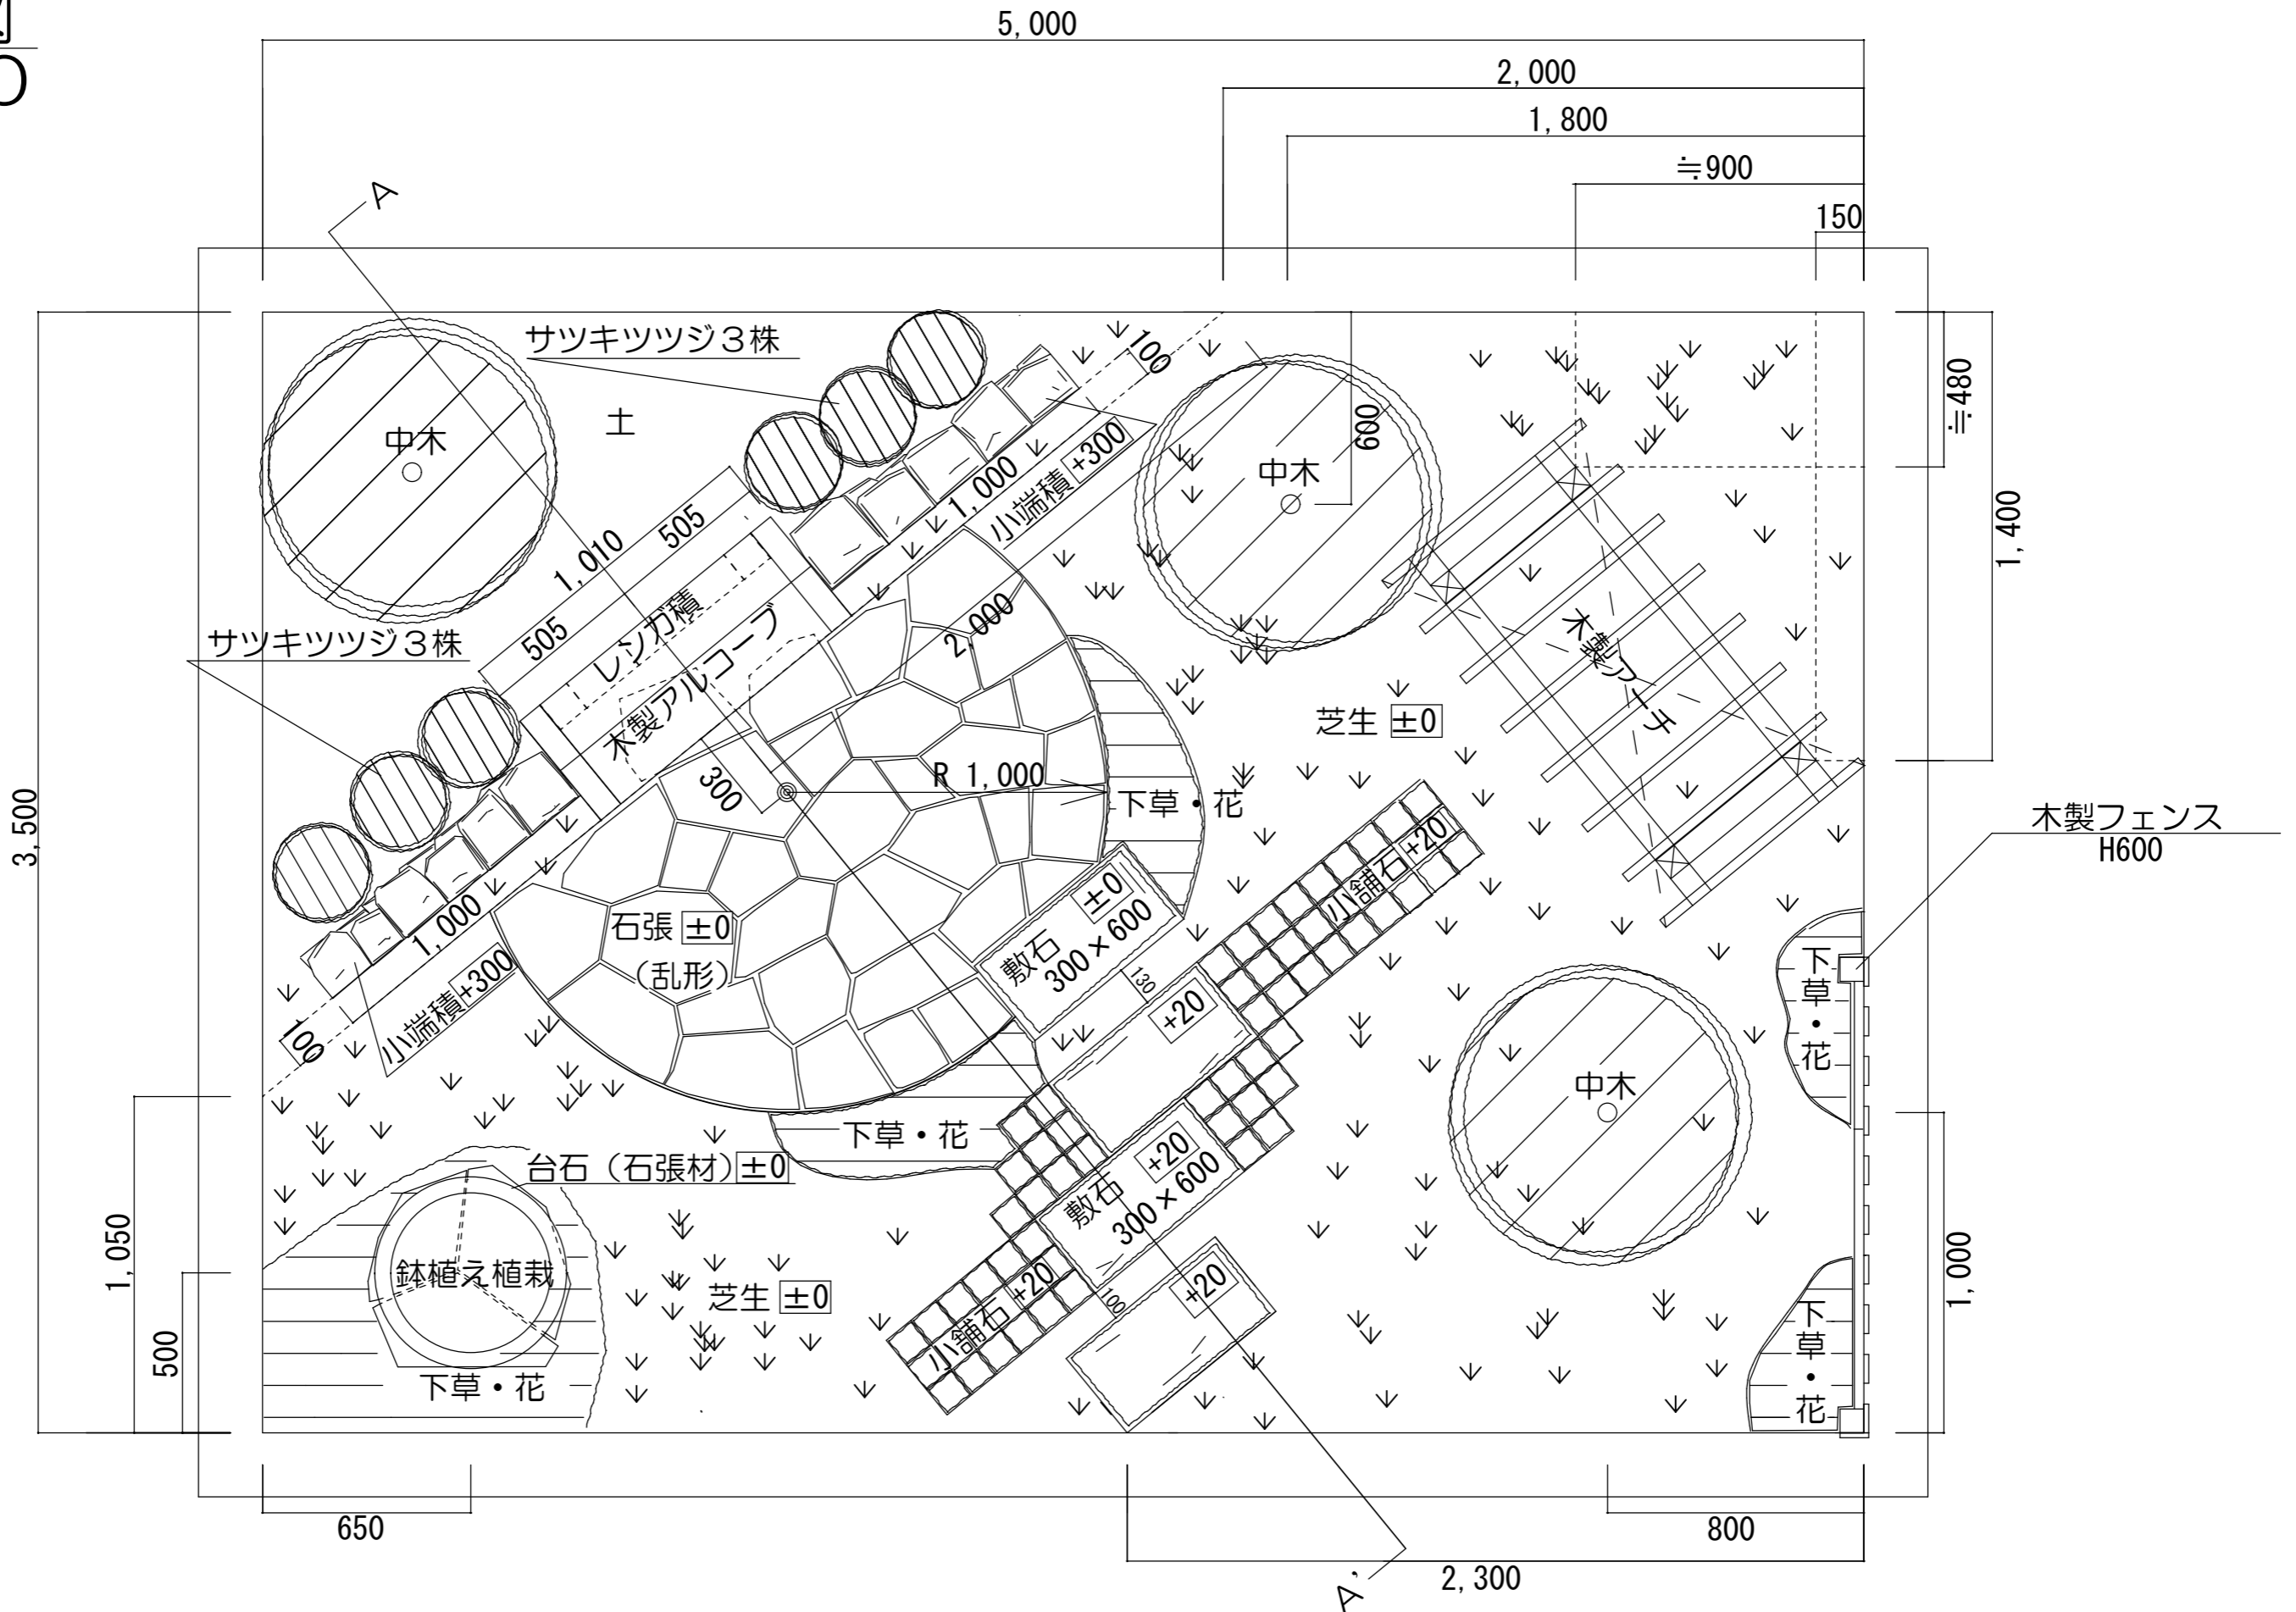 5,000
2,000
1,800
≒900
150
A
サツキツツジ３株
100
中木
土
600
中木
≒480
1,000
小端積 +300
505
1,010
1,400
レンガ積
505
木製アルコーブ
2,000
木製アーチ
サツキツツジ３株
芝生 ±0
300
R 1,000
下草・花
3,500
木製フェンス
H600
小舗石 +20
±0
敷石
300×600
石張 ±0
（乱形）
1,000
小端積 +300
100
130
+20
下草・花
中木
下草・花
台石（石張材）±0
+20
敷石
300×600
1,050
鉢植え植栽
芝生 ±0
小舗石 +20
100
+20
1,000
500
下草・花
下草・花
650
800
2,300
A'